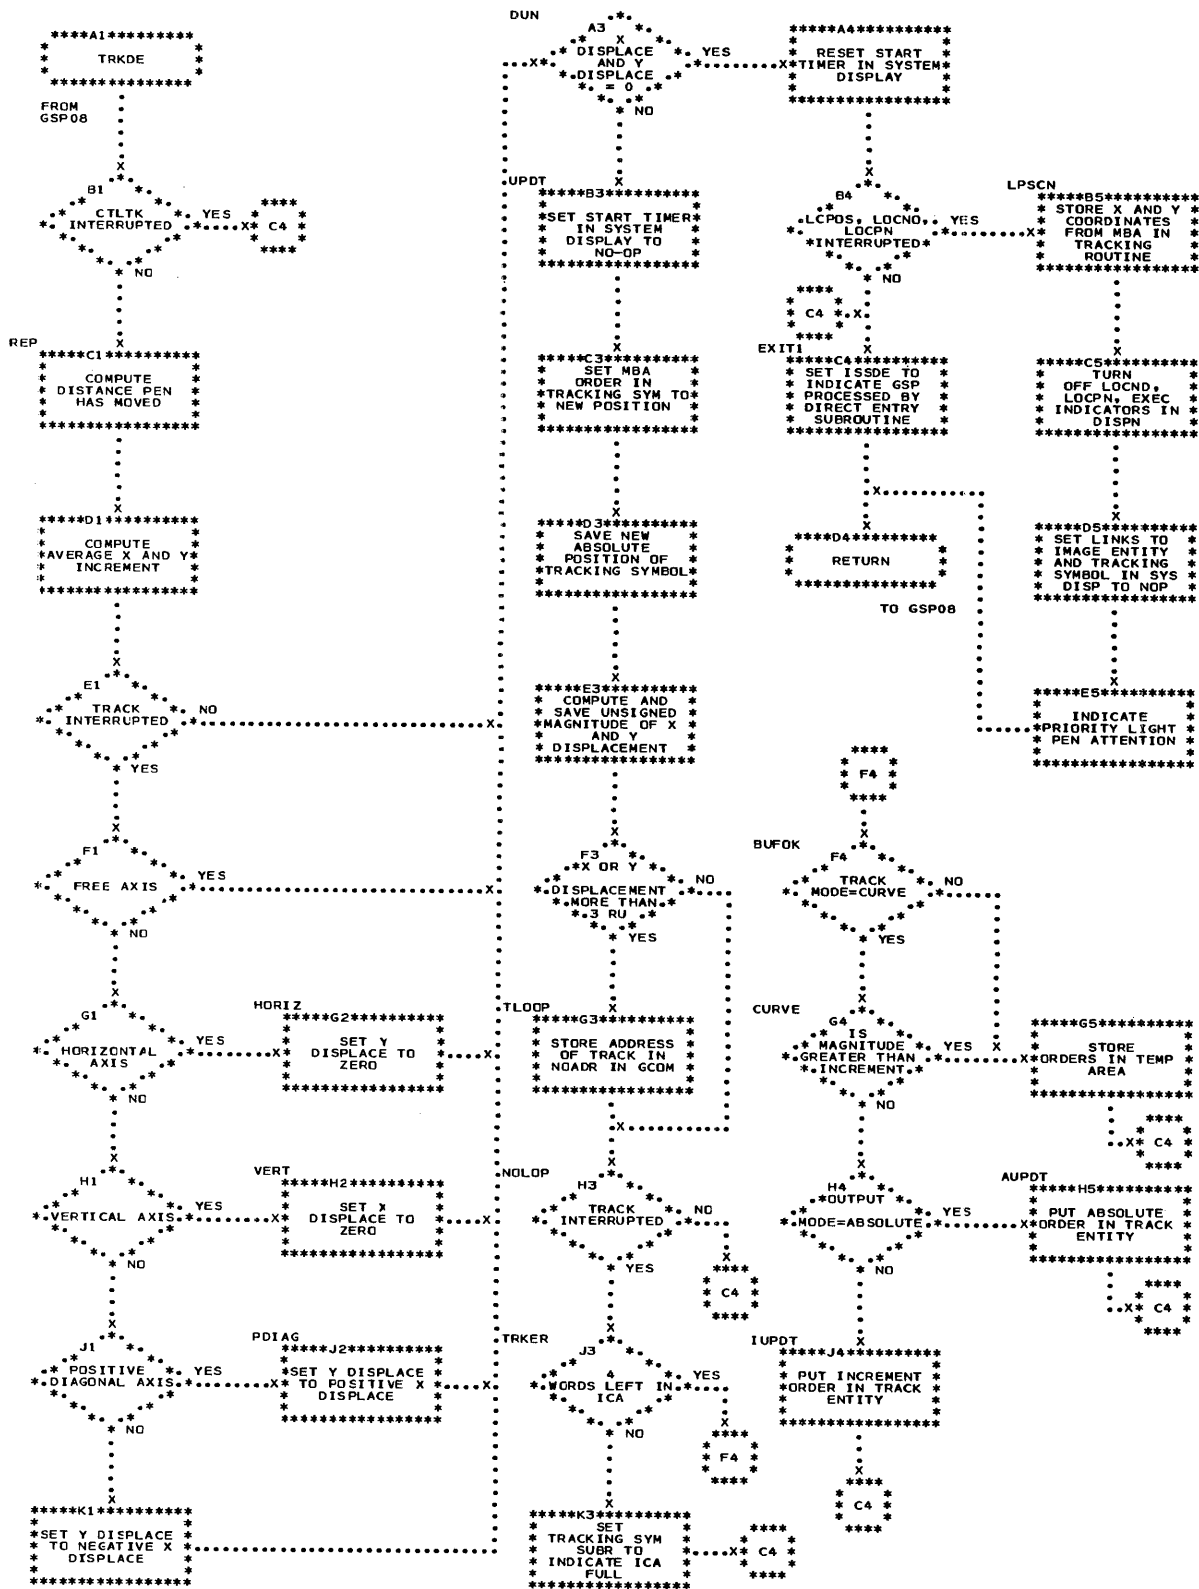 A1
TRKDE
FROM
GSP08
B1
CTLTK
INTERRUPTED
YES
C4
NO
REP
C1
COMPUTE
DISTANCE PEN
HAS MOVED
D1
COMPUTE
AVERAGE X AND Y
INCREMENT
E1
TRACK
INTERRUPTED
NO
YES
F1
FREE AXIS
YES
NO
G1
HORIZONTAL
AXIS
YES
NO
HORIZ
G2
SET Y
DISPLACE TO
ZERO
H1
VERTICAL AXIS
YES
NO
VERT
H2
SET X
DISPLACE TO
ZERO
J1
POSITIVE
DIAGONAL AXIS
YES
NO
PDIAG
J2
SET Y DISPLACE
TO POSITIVE X
DISPLACE
K1
SET Y DISPLACE
TO NEGATIVE X
DISPLACE
DUN
A3
X
DISPLACE
AND Y
DISPLACE
= 0
YES
NO
UPDT
B3
SET START TIMER
IN SYSTEM
DISPLAY TO
NO-OP
C3
SET MBA
ORDER IN
TRACKING SYM TO
NEW POSITION
D3
SAVE NEW
ABSOLUTE
POSITION OF
TRACKING SYMBOL
E3
COMPUTE AND
SAVE UNSIGNED
MAGNITUDE OF X
AND Y
DISPLACEMENT
F3
X OR Y
DISPLACEMENT
MORE THAN
3 RU
NO
YES
TLOOP
G3
STORE ADDRESS
OF TRACK IN
NOADR IN GCOM
NOLOP
H3
TRACK
INTERRUPTED
NO
C4
YES
TRKER
J3
4
WORDS LEFT IN
ICA
YES
F4
NO
K3
SET
TRACKING SYM
SUBR TO
INDICATE ICA
FULL
C4
A4
RESET START
TIMER IN SYSTEM
DISPLAY
B4
LCPOS, LOCNO,
LOCPN
INTERRUPTED
YES
NO
C4
EXIT1
C4
SET ISSDE TO
INDICATE GSP
PROCESSED BY
DIRECT ENTRY
SUBROUTINE
D4
RETURN
TO GSP08
LPSCN
B5
STORE X AND Y
COORDINATES
FROM MBA IN
TRACKING
ROUTINE
C5
TURN
OFF LOCND,
LOCPN, EXEC
INDICATORS IN
DISPN
D5
SET LINKS TO
IMAGE ENTITY
AND TRACKING
SYMBOL IN SYS
DISP TO NOP
E5
INDICATE
PRIORITY LIGHT
PEN ATTENTION
F4
BUFOK
F4
TRACK
MODE=CURVE
NO
YES
CURVE
G4
IS
MAGNITUDE
GREATER THAN
INCREMENT
YES
NO
G5
STORE
ORDERS IN TEMP
AREA
C4
H4
OUTPUT
MODE=ABSOLUTE
YES
NO
AUPDT
H5
PUT ABSOLUTE
ORDER IN TRACK
ENTITY
C4
IUPDT
J4
PUT INCREMENT
ORDER IN TRACK
ENTITY
C4